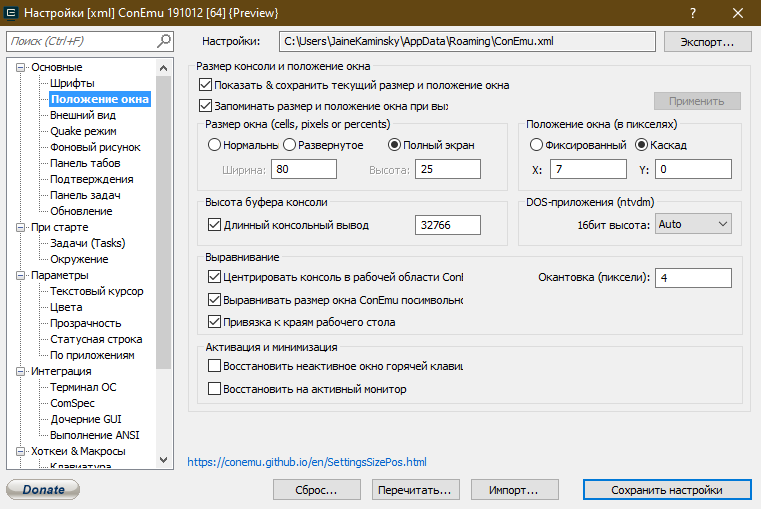 Настройки [xml] ConEmu 191012 [64] {Preview}
Поиск (Ctrl+F)
Настройки: C:\Users\JaineKaminsky\AppData\Roaming\ConEmu.xml Экспорт...
Основные
Шрифты
Положение окна
Внешний вид
Quake режим
Фоновый рисунок
Панель табов
Подтверждения
Панель задач
Обновление
При старте
Задачи (Tasks)
Окружение
Параметры
Текстовый курсор
Цвета
Прозрачность
Статусная строка
По приложениям
Интеграция
Терминал ОС
ComSpec
Дочерние GUI
Выполнение ANSI
Хоткеи & Макросы
Клавиатура
Размер консоли и положение окна
Показать & сохранить текущий размер и положение окна
Запоминать размер и положение окна при вы
Применить
Размер окна (cells, pixels or percents)
Нормальны Развернутое Полный экран
Ширина: 80 Высота: 25
Положение окна (в пикселях)
Фиксированный Каскад
X: 7 Y: 0
Высота буфера консоли
Длинный консольный вывод 32766
DOS-приложения (ntvdm)
16бит высота: Auto
Выравнивание
Центрировать консоль в рабочей области Con
Окантовка (пиксели): 4
Выравнивать размер окна ConEmu посимвольно
Привязка к краям рабочего стола
Активация и минимизация
Восстановить неактивное окно горячей клавиш
Восстановить на активный монитор
https://conemu.github.io/en/SettingsSizePos.html
Donate
Сброс... Перечитать... Импорт... Сохранить настройки